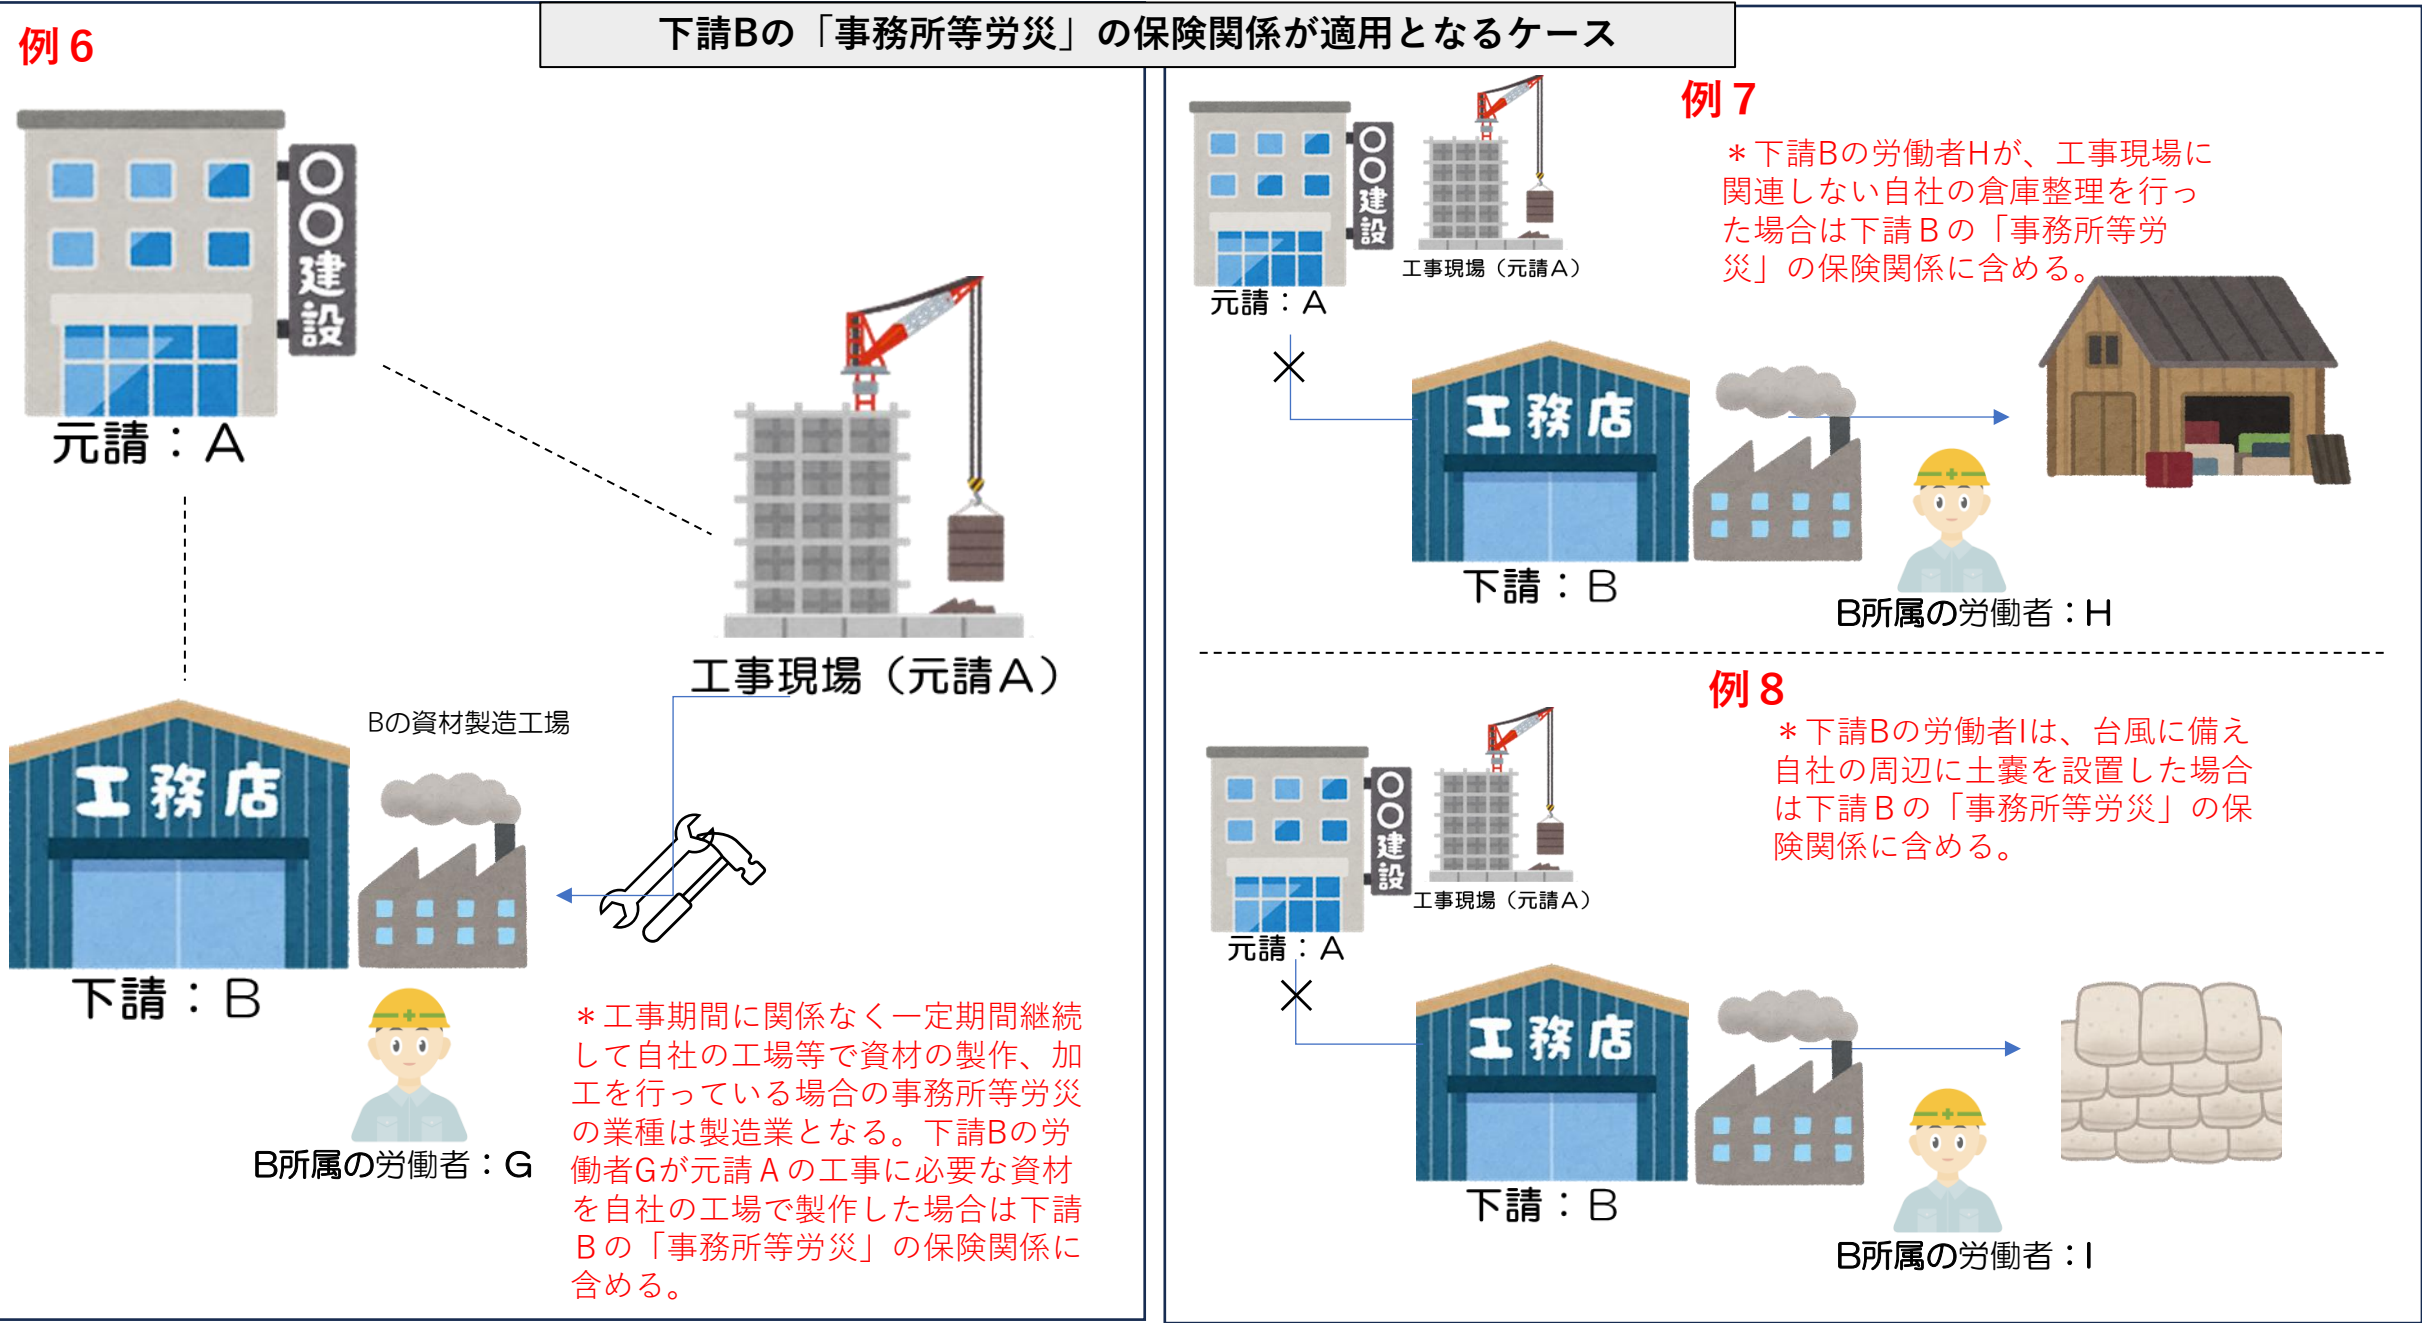 下請Bの「事務所等労災」の保険関係が適用となるケース
例６
〇〇建設
元請：A
工事現場（元請A）
Bの資材製造工場
工務店
下請：B
B所属の労働者：G
＊工事期間に関係なく一定期間継続
して自社の工場等で資材の製作、加
工を行っている場合の事務所等労災
の業種は製造業となる。下請Bの労
働者Gが元請Ａの工事に必要な資材
を自社の工場で製作した場合は下請
Ｂの「事務所等労災」の保険関係に
含める。
例７
＊下請Bの労働者Hが、工事現場に
関連しない自社の倉庫整理を行っ
た場合は下請Ｂの「事務所等労
災」の保険関係に含める。
〇〇建設
工事現場（元請A）
元請：A
工務店
下請：B
B所属の労働者：H
例８
＊下請Bの労働者Iは、台風に備え
自社の周辺に土嚢を設置した場合
は下請Ｂの「事務所等労災」の保
険関係に含める。
〇〇建設
工事現場（元請A）
元請：A
工務店
下請：B
B所属の労働者：I